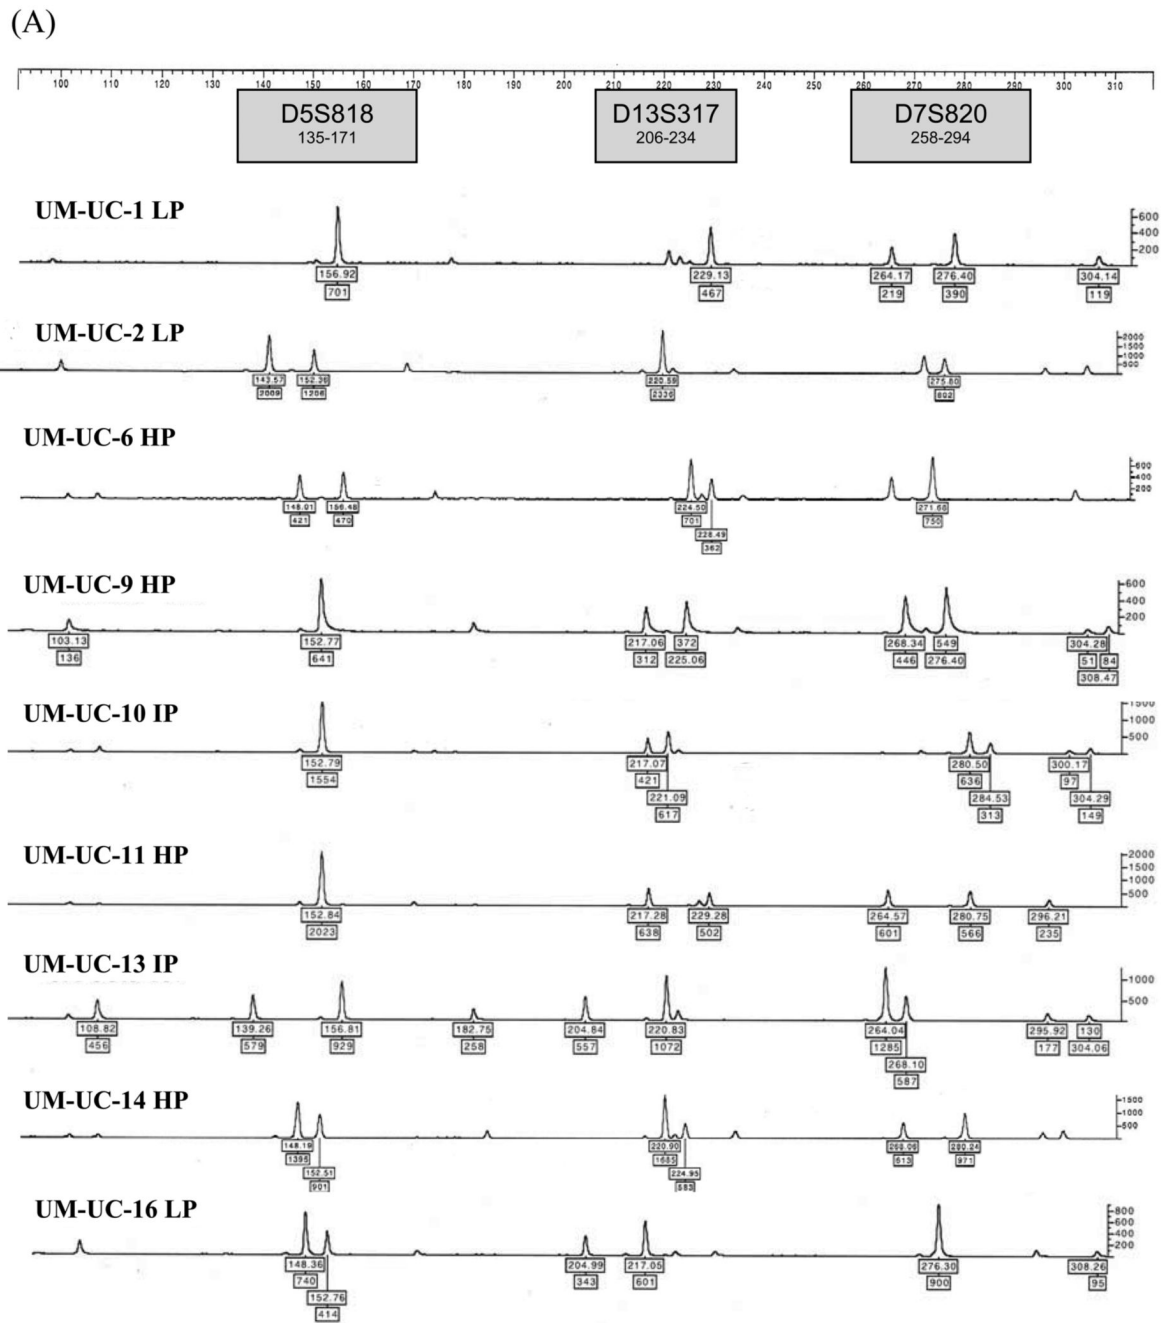 (A)
100 110 120 130 140 150 160 170 180 190 200 210 220 230 240 250 260 270 280 290 300 310
D5S818 D13S317 D7S820
135-171 206-234 258-294
UM-UC-1 LP
600
400
200
156.92 229.13 264.17 276.40 304.14
701 467 219 390 119
UM-UC-2 LP
2000
1500
1000
500
143.57 152.36 220.59 275.80
2009 1206 2336 802
UM-UC-6 HP
600
400
200
148.01 156.48 224.50 271.66
421 470 701 750
228.49
362
UM-UC-9 HP
600
400
200
103.13 152.77 217.06 372 268.34 549 304.28
136 641 312 225.06 446 276.40 51 84
308.47
UM-UC-10 IP
1500
1000
500
152.79 217.07 280.50 300.17
1554 421 636 97
221.09 284.53 304.29
617 313 149
UM-UC-11 HP
2000
1500
1000
500
152.84 217.28 229.28 264.57 280.75 296.21
2023 638 502 601 566 235
UM-UC-13 IP
1000
500
108.82 139.26 156.81 182.75 204.84 220.83 264.04 295.92 130
456 579 929 258 557 1072 1285 177 304.06
268.10
587
UM-UC-14 HP
1500
1000
500
148.19 220.90 268.06 280.24
1395 1685 613 971
152.51 224.95
901 583
UM-UC-16 LP
800
600
400
200
148.36 204.99 217.05 276.30 308.26
740 343 601 900 95
152.76
414